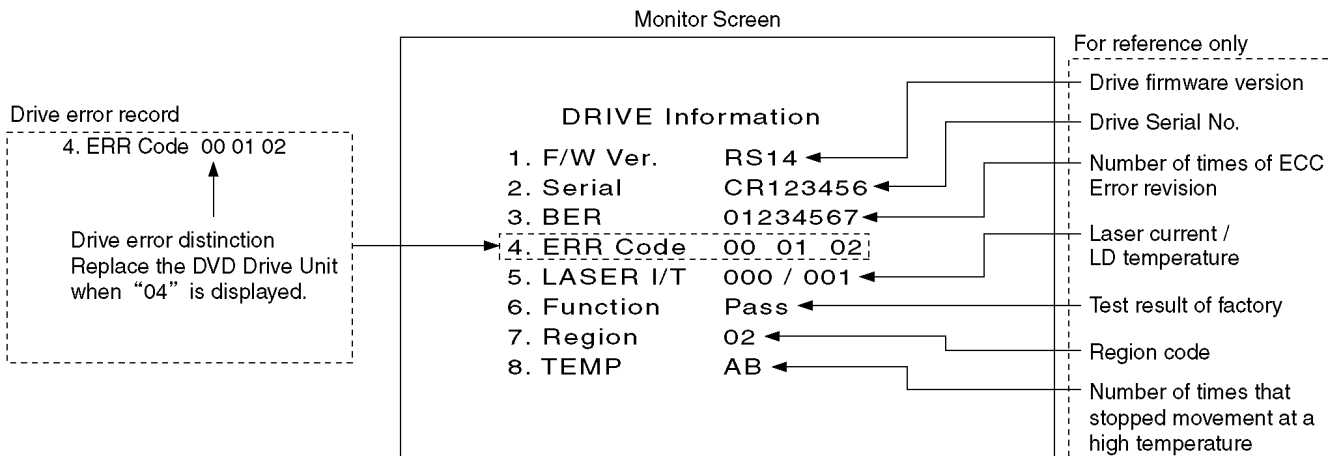 Monitor Screen
For reference only
Drive error record
4. ERR Code 00 01 02
Drive error distinction
Replace the DVD Drive Unit
when “04” is displayed.
DRIVE Information
1. F/W Ver. RS14
2. Serial CR123456
3. BER 01234567
4. ERR Code 00 01 02
5. LASER I/T 000 / 001
6. Function Pass
7. Region 02
8. TEMP AB
Drive firmware version
Drive Serial No.
Number of times of ECC
Error revision
Laser current /
LD temperature
Test result of factory
Region code
Number of times that
stopped movement at a
high temperature